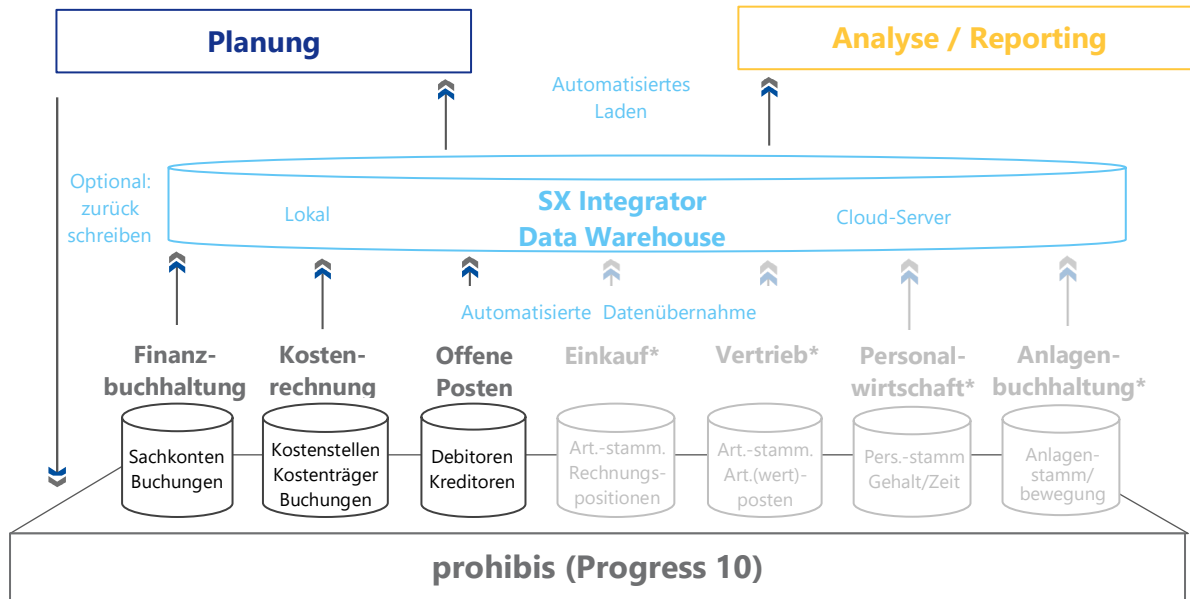 Planung
Analyse / Reporting
Automatisiertes
Laden
Optional:
zurück
schreiben
Lokal
SX Integrator
Data Warehouse
Cloud-Server
Automatisierte Datenübernahme
Finanz-
buchhaltung
Kosten-
rechnung
Offene
Posten
Einkauf*
Vertrieb*
Personal-
wirtschaft*
Anlagen-
buchhaltung*
Sachkonten
Buchungen
Kostenstellen
Kostenträger
Buchungen
Debitoren
Kreditoren
Art.-stamm.
Rechnungs-
positionen
Art.-stamm.
Art.(wert)-
posten
Pers.-stamm
Gehalt/Zeit
Anlagen-
stamm/
bewegung
prohibis (Progress 10)